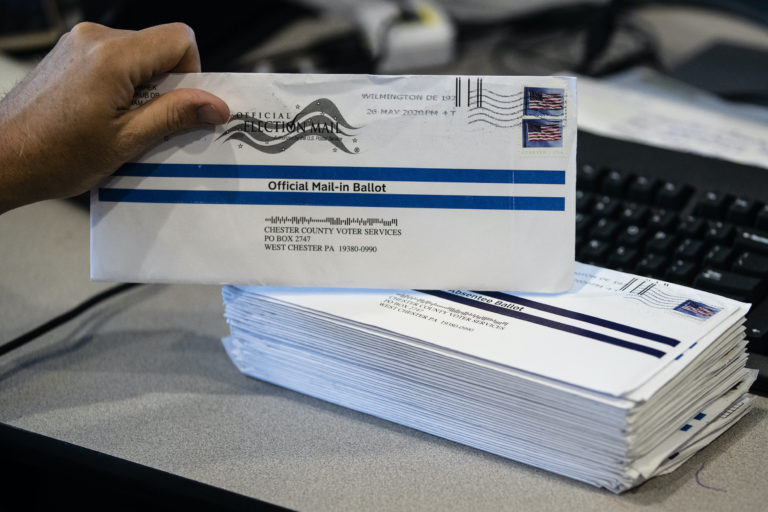 WILMINGTON DE 197
26 MAY 2020 PM 4 T
OFFICIAL
ELECTION MAIL
Official Mail-in Ballot
CHESTER COUNTY VOTER SERVICES
PO BOX 2747
WEST CHESTER PA 19380-0990
Absentee Ballot
CHESTER COUNTY VOTER SERVICES
PO BOX 2747
WEST CHESTER PA 19380-0990